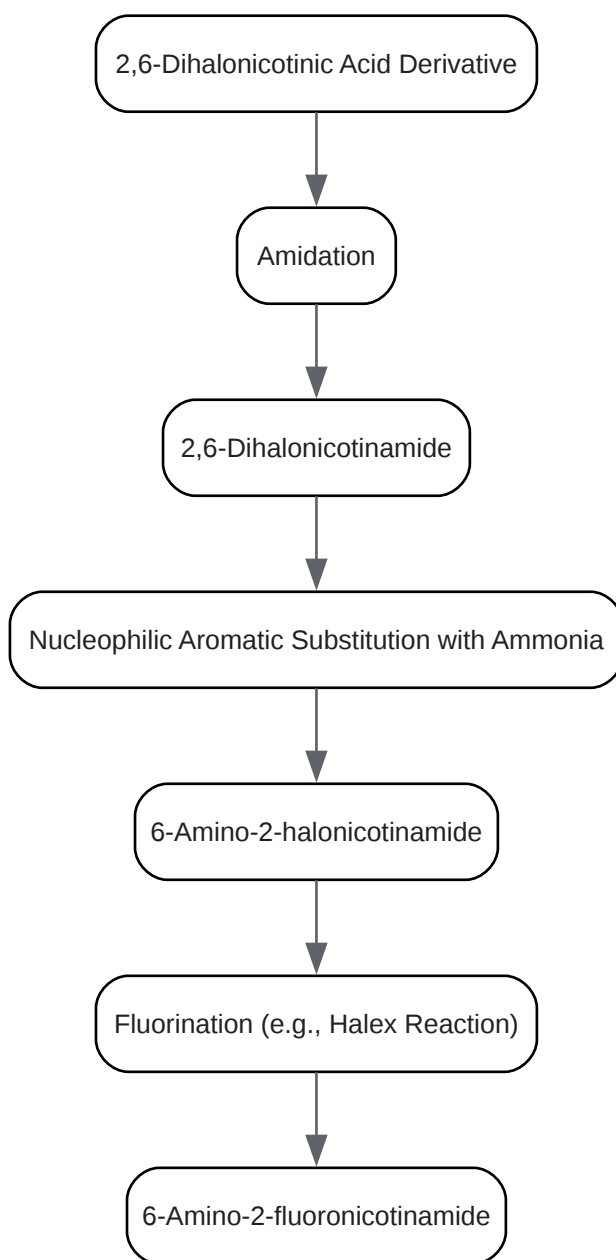 2,6-Dihalonicotinic Acid Derivative
Amidation
2,6-Dihalonicotinamide
Nucleophilic Aromatic Substitution with Ammonia
6-Amino-2-halonicotinamide
Fluorination (e.g., Halex Reaction)
6-Amino-2-fluoronicotinamide